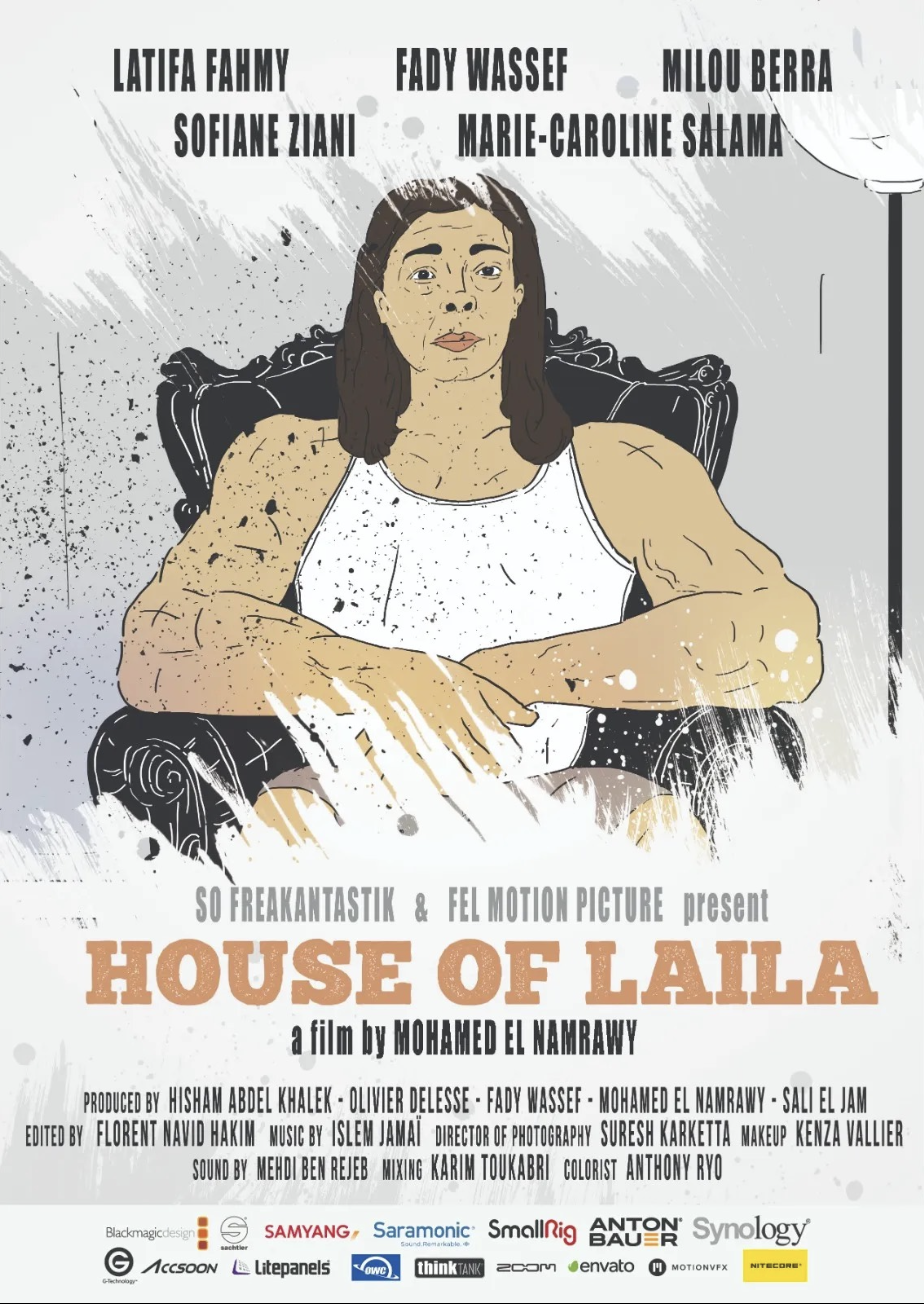 LATIFA FAHMY FADY WASSEF MILOU BERRA
SOFIANE ZIANI MARIE-CAROLINE SALAMA
SO FREAKANTASTIK & FEL MOTION PICTURE present
HOUSE OF LAILA
a film by MOHAMED EL NAMRAWY
PRODUCED BY HISHAM ABDEL KHALEK - OLIVIER DELESSE - FADY WASSEF - MOHAMED EL NAMRAWY - SALI EL JAM
EDITED BY FLORENT NAVID HAKIM MUSIC BY ISLEM JAMAÏ DIRECTOR OF PHOTOGRAPHY SURESH KARKETTA MAKEUP KENZA VALLIER
SOUND BY MEHDI BEN REJEB MIXING KARIM TOUKABRI COLORIST ANTHONY RYO
Blackmagicdesign sachtler SAMYANG Saramonic® Sound. Remarkable. SmallRig ANTON BAUER® Synology®
G-Technology™ ACCSOON Litepanels® OWC thinkTANK® ZOOM envato MOTIONVFX NITECORE®